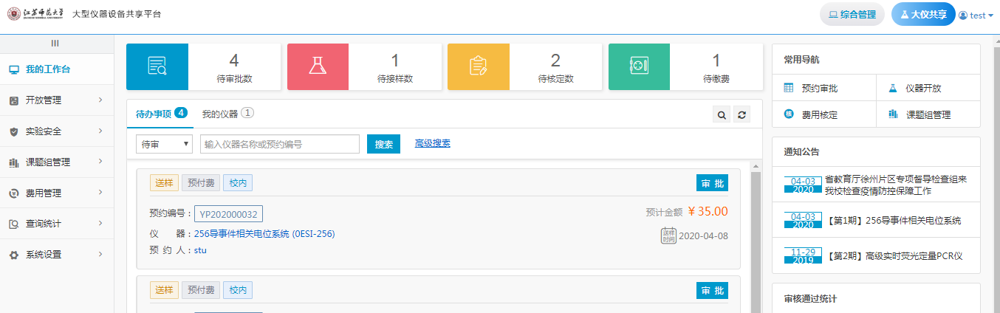 江苏师范大学
JIANGSU NORMAL UNIVERSITY
大型仪器设备共享平台
综合管理
大仪共享
test
我的工作台
开放管理
实验安全
课题组管理
费用管理
查询统计
系统设置
4
待审批数
1
待接样数
2
待核定数
1
待缴费
待办事项 4
我的仪器 1
待审
输入仪器名称或预约编号
搜索
高级搜索
送样
预付费
校内
审 批
预约编号：YP202000032
预计金额 ¥35.00
仪 器：256导事件相关电位系统 (0ESI-256)
送样时间 2020-04-08
预 约 人：stu
送样
预付费
校内
审 批
常用导航
预约审批
仪器开放
核 费用核定
课题组管理
通知公告
04-03
2020
省教育厅徐州片区专项督导检查组来
我校检查疫情防控保障工作
04-03
2020
【第1期】256导事件相关电位系统
11-29
2019
【第2期】高级实时荧光定量PCR仪
审核通过统计